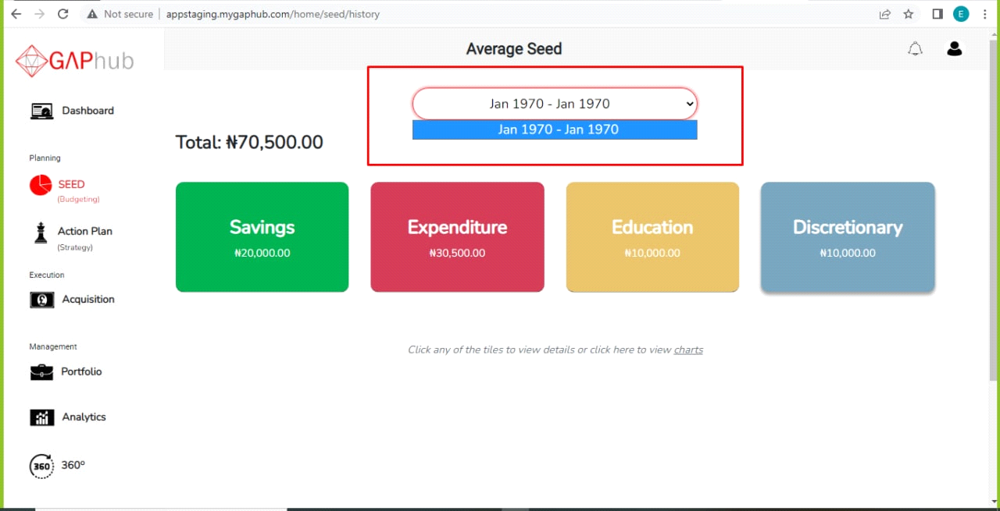 Not secure
appstaging.mygaphub.com/home/seed/history
E
GΛPhub
Average Seed
Dashboard
Jan 1970 - Jan 1970
Jan 1970 - Jan 1970
Total: ₦70,500.00
Planning
SEED
(Budgeting)
Action Plan
(Strategy)
Savings
₦20,000.00
Expenditure
₦30,500.00
Education
₦10,000.00
Discretionary
₦10,000.00
Execution
Acquisition
Management
Click any of the tiles to view details or click here to view charts
Portfolio
Analytics
360
360º